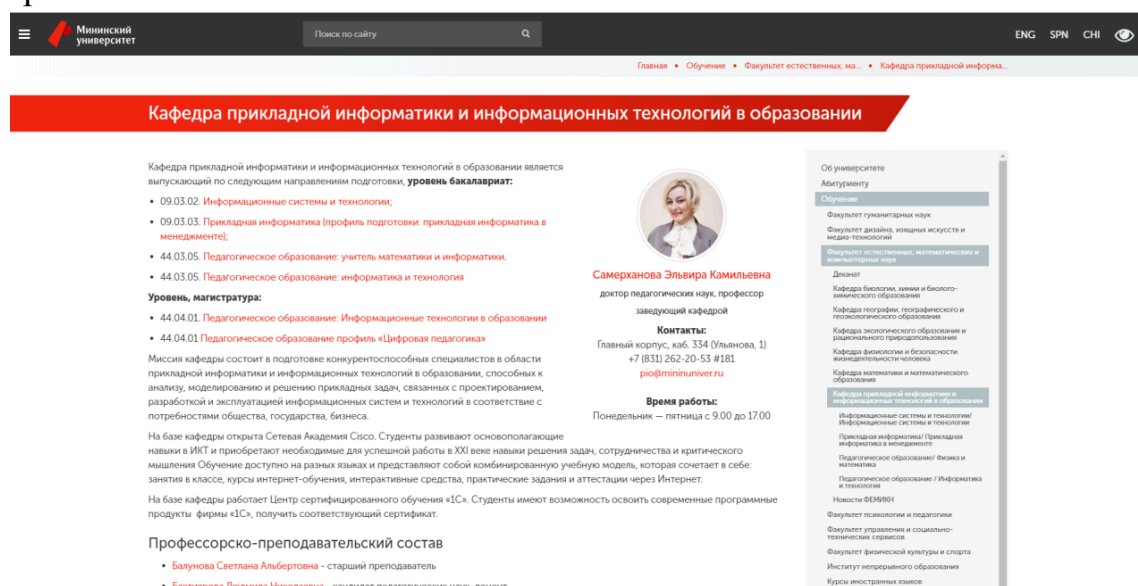 Мининский
университет
Поиск по сайту
ENG SPN CHI
Главная • Обучение • Факультет естественных, ма... • Кафедра прикладной информа...
Кафедра прикладной информатики и информационных технологий в образовании
Кафедра прикладной информатики и информационных технологий в образовании является
выпускающий по следующим направлениям подготовки, уровень бакалавриат:
• 09.03.02. Информационные системы и технологии;
• 09.03.03. Прикладная информатика (профиль подготовки: прикладная информатика в
менеджменте);
• 44.03.05. Педагогическое образование: учитель математики и информатики.
• 44.03.05. Педагогическое образование: информатика и технология
Уровень, магистратура:
• 44.04.01. Педагогическое образование: Информационные технологии в образовании
• 44.04.01 Педагогическое образование профиль «Цифровая педагогика»
Миссия кафедры состоит в подготовке конкурентоспособных специалистов в области
прикладной информатики и информационных технологий в образовании, способных к
анализу, моделированию и решению прикладных задач, связанных с проектированием,
разработкой и эксплуатацией информационных систем и технологий в соответствие с
потребностями общества, государства, бизнеса.
Самерханова Эльвира Камильевна
доктор педагогических наук, профессор
заведующий кафедрой
Контакты:
Главный корпус, каб. 334 (Ульянова, 1)
+7 (831) 262-20-53 #181
pio@mininuniver.ru
Время работы:
Понедельник — пятница с 9.00 до 17.00
На базе кафедры открыта Сетевая Академия Cisco. Студенты развивают основополагающие
навыки в ИКТ и приобретают необходимые для успешной работы в XXI веке навыки решения задач, сотрудничества и критического
мышления Обучение доступно на разных языках и представляют собой комбинированную учебную модель, которая сочетает в себе:
занятия в классе, курсы интернет-обучения, интерактивные средства, практические задания и аттестации через Интернет.
На базе кафедры работает Центр сертифицированного обучения «1С». Студенты имеют возможность освоить современные программные
продукты фирмы «1С», получить соответствующий сертификат.
Профессорско-преподавательский состав
• Балунова Светлана Альбертовна - старший преподаватель
Об университете
Абитуриенту
Обучение
Факультет гуманитарных наук
Факультет дизайна, изящных искусств и
медиа-технологий
Факультет естественных, математических и
компьютерных наук
Деканат
Кафедра биологии, химии и биолого-
химического образования
Кафедра географии, географического и
геоэкологического образования
Кафедра экологического образования и
рационального природопользования
Кафедра физиологии и безопасности
жизнедеятельности человека
Кафедра математики и математического
образования
Кафедра прикладной информатики и
информационных технологий в образовании
Информационные системы и технологии/
Информационные системы и технологии
Прикладная информатика/ Прикладная
информатика в менеджменте
Педагогическое образование/ Физика и
математика
Педагогическое образование / Информатика
и технология
Новости ФЕМИКН
Факультет психологии и педагогики
Факультет управления и социально-
технических сервисов
Факультет физической культуры и спорта
Институт непрерывного образования
Курсы иностранных языков